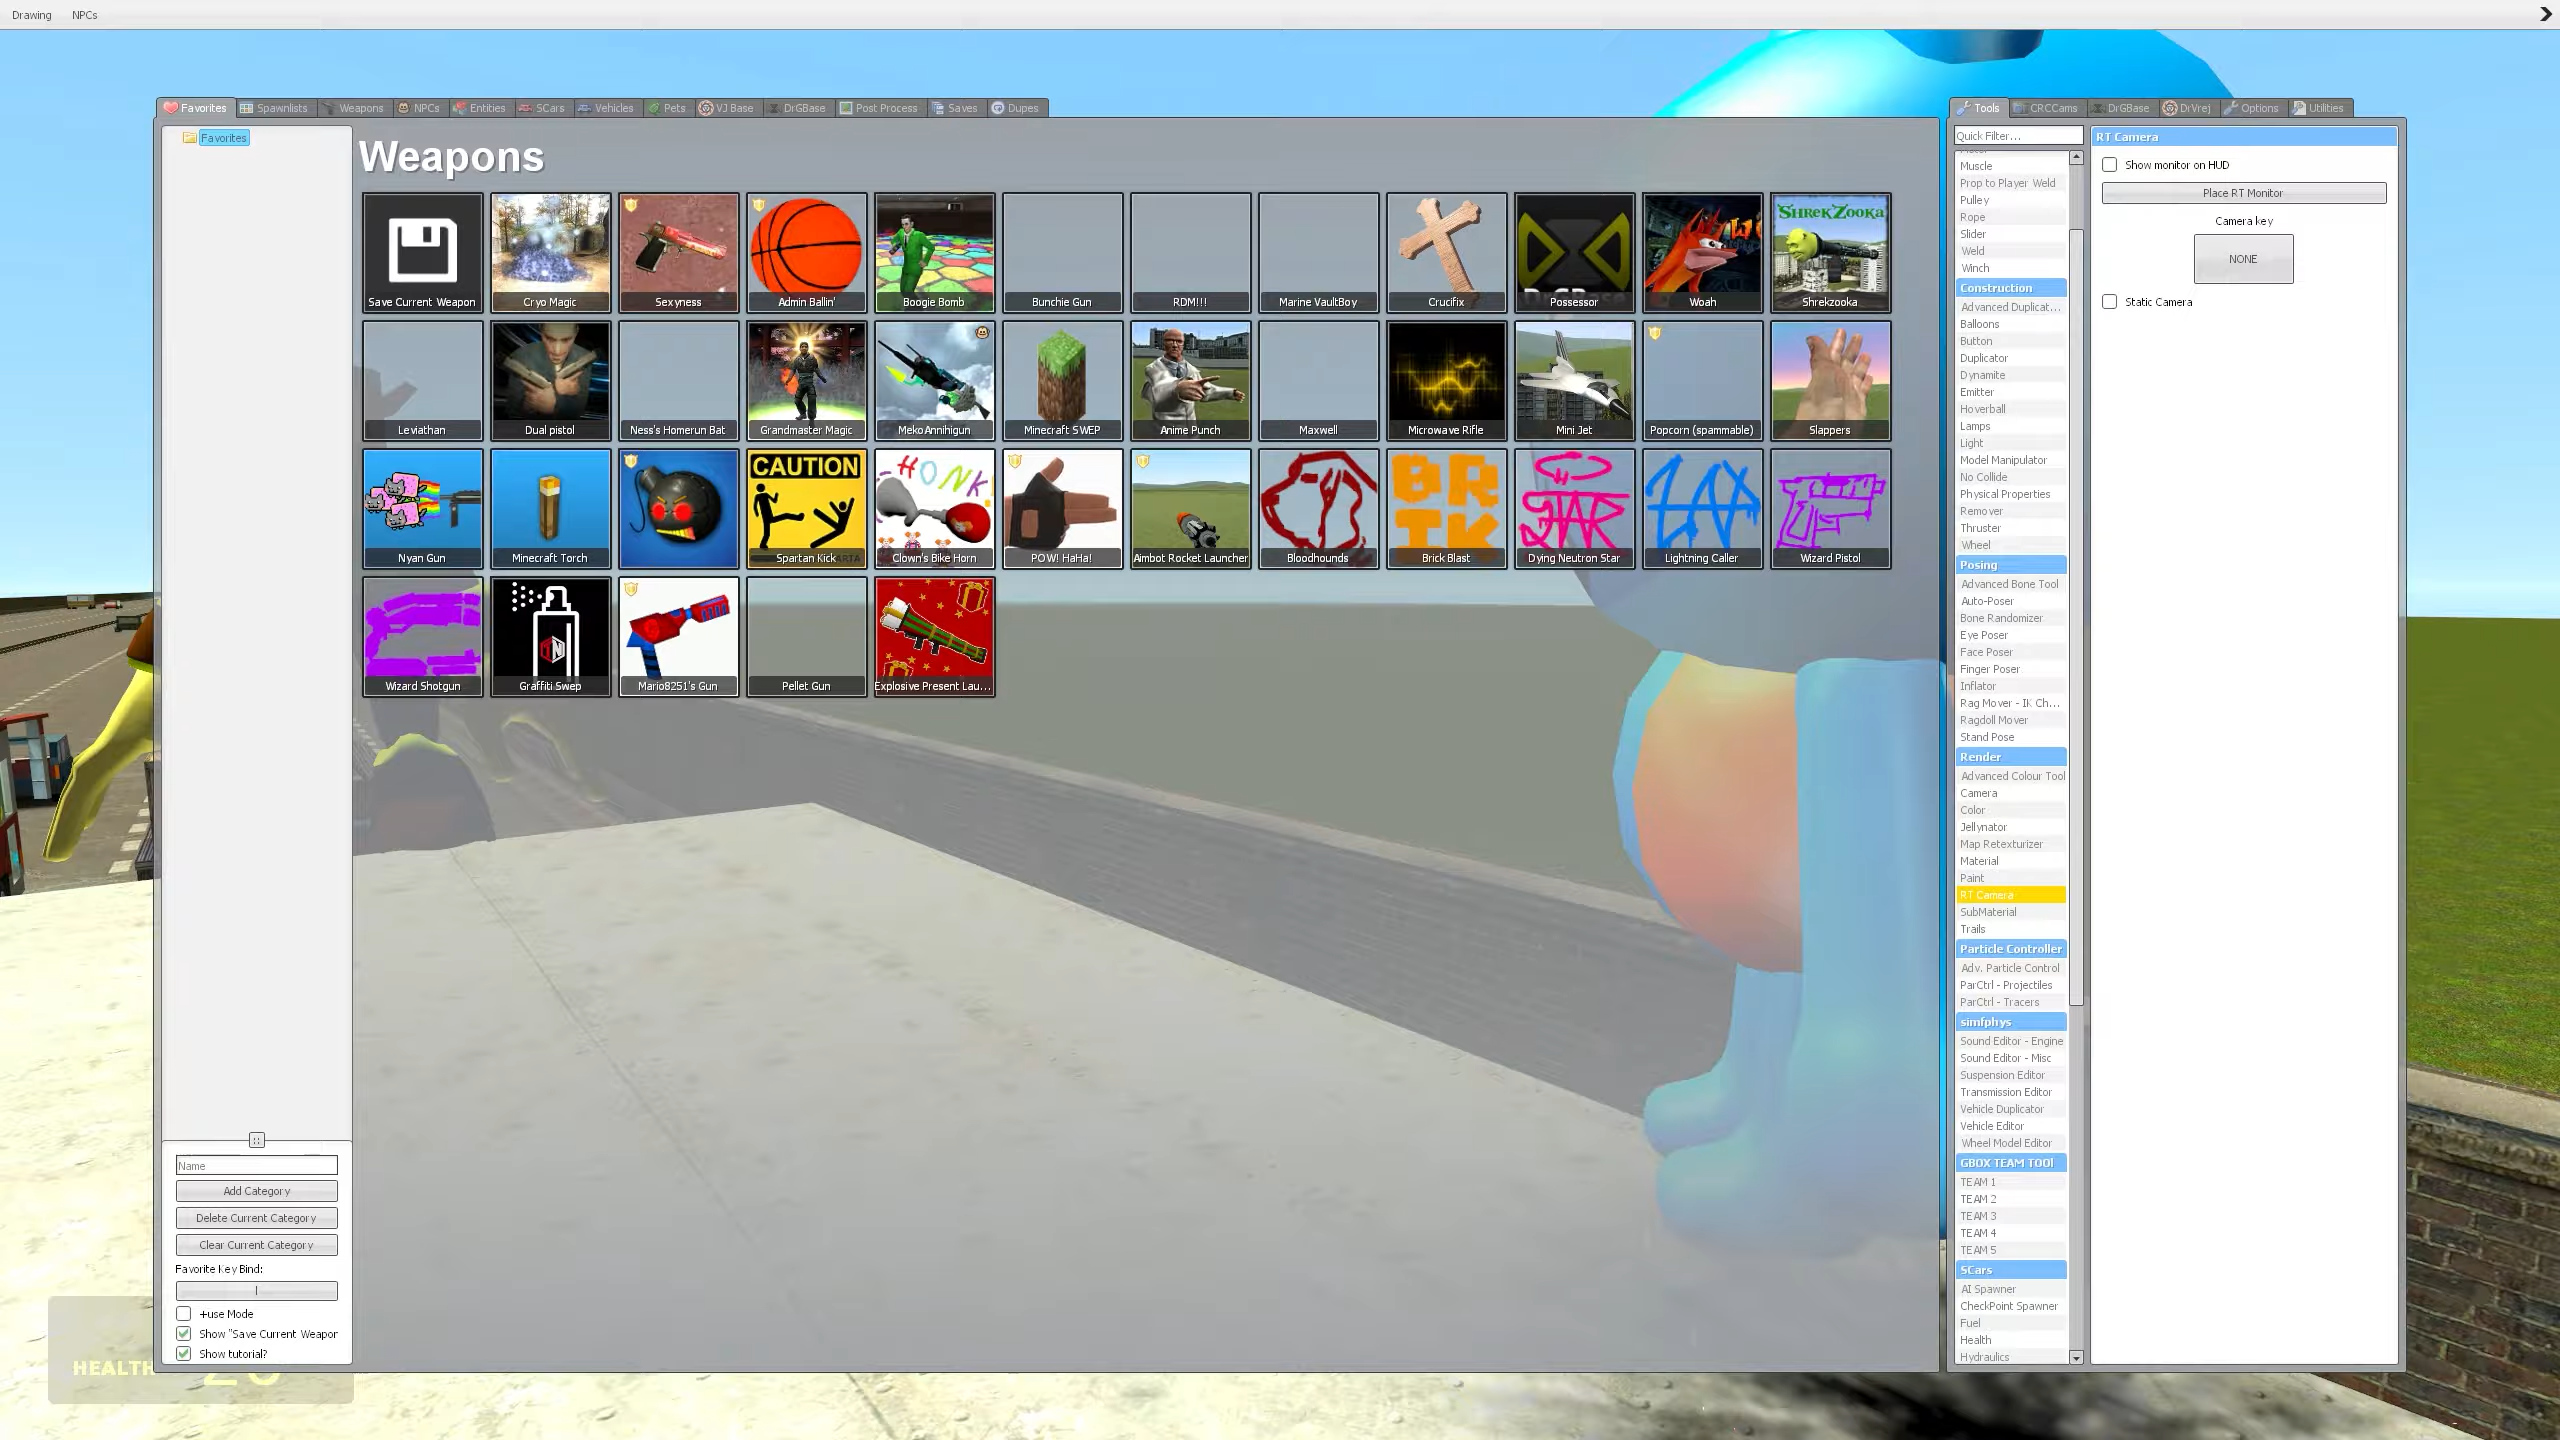 Drawing NPCs
Favorites Spawnlists Weapons NPCs Entities SCars Vehicles Pets VJ Base DrGBase Post Process Saves Dupes
Favorites
Weapons
Save Current Weapon Cryo Magic Sexyness Admin Ballin' Boogie Bomb Bunchie Gun RDM!!! Marine VaultBoy Crucifix Possessor Woah Shrekzooka
SHREKZOOKA
Leviathan Dual pistol Ness's Homerun Bat Grandmaster Magic MekoAnnihigun Minecraft SWEP Anime Punch Maxwell Microwave Rifle Mini Jet Popcorn (spammable) Slappers
CAUTION
HONK
BRIK
STAR
Nyan Gun Minecraft Torch Spartan Kick Clown's Bike Horn POW! HaHa! Aimbot Rocket Launcher Bloodhounds Brick Blast Dying Neutron Star Lightning Caller Wizard Pistol
Wizard Shotgun Graffiti Swep Mario8251's Gun Pellet Gun Explosive Present Lau...
Name
Add Category
Delete Current Category
Clear Current Category
Favorite Key Bind:
I
+use Mode
Show "Save Current Weapon
Show tutorial?
HEALTH
Tools CRCCams DrGBase DrVrej Options Utilities
Quick Filter...
Muscle
Prop to Player Weld
Pulley
Rope
Slider
Weld
Winch
Construction
Advanced Duplicat...
Balloons
Button
Duplicator
Dynamite
Emitter
Hoverball
Lamps
Light
Model Manipulator
No Collide
Physical Properties
Remover
Thruster
Wheel
Posing
Advanced Bone Tool
Auto-Poser
Bone Randomizer
Eye Poser
Face Poser
Finger Poser
Inflator
Rag Mover - IK Ch...
Ragdoll Mover
Stand Pose
Render
Advanced Colour Tool
Camera
Color
Jellynator
Map Retexturizer
Material
Paint
RT Camera
SubMaterial
Trails
Particle Controller
Adv. Particle Control
ParCtrl - Projectiles
ParCtrl - Tracers
simfphys
Sound Editor - Engine
Sound Editor - Misc
Suspension Editor
Transmission Editor
Vehicle Duplicator
Vehicle Editor
Wheel Model Editor
GBOX TEAM TOOl
TEAM 1
TEAM 2
TEAM 3
TEAM 4
TEAM 5
SCars
AI Spawner
CheckPoint Spawner
Fuel
Health
Hydraulics
RT Camera
Show monitor on HUD
Place RT Monitor
Camera key
NONE
Static Camera